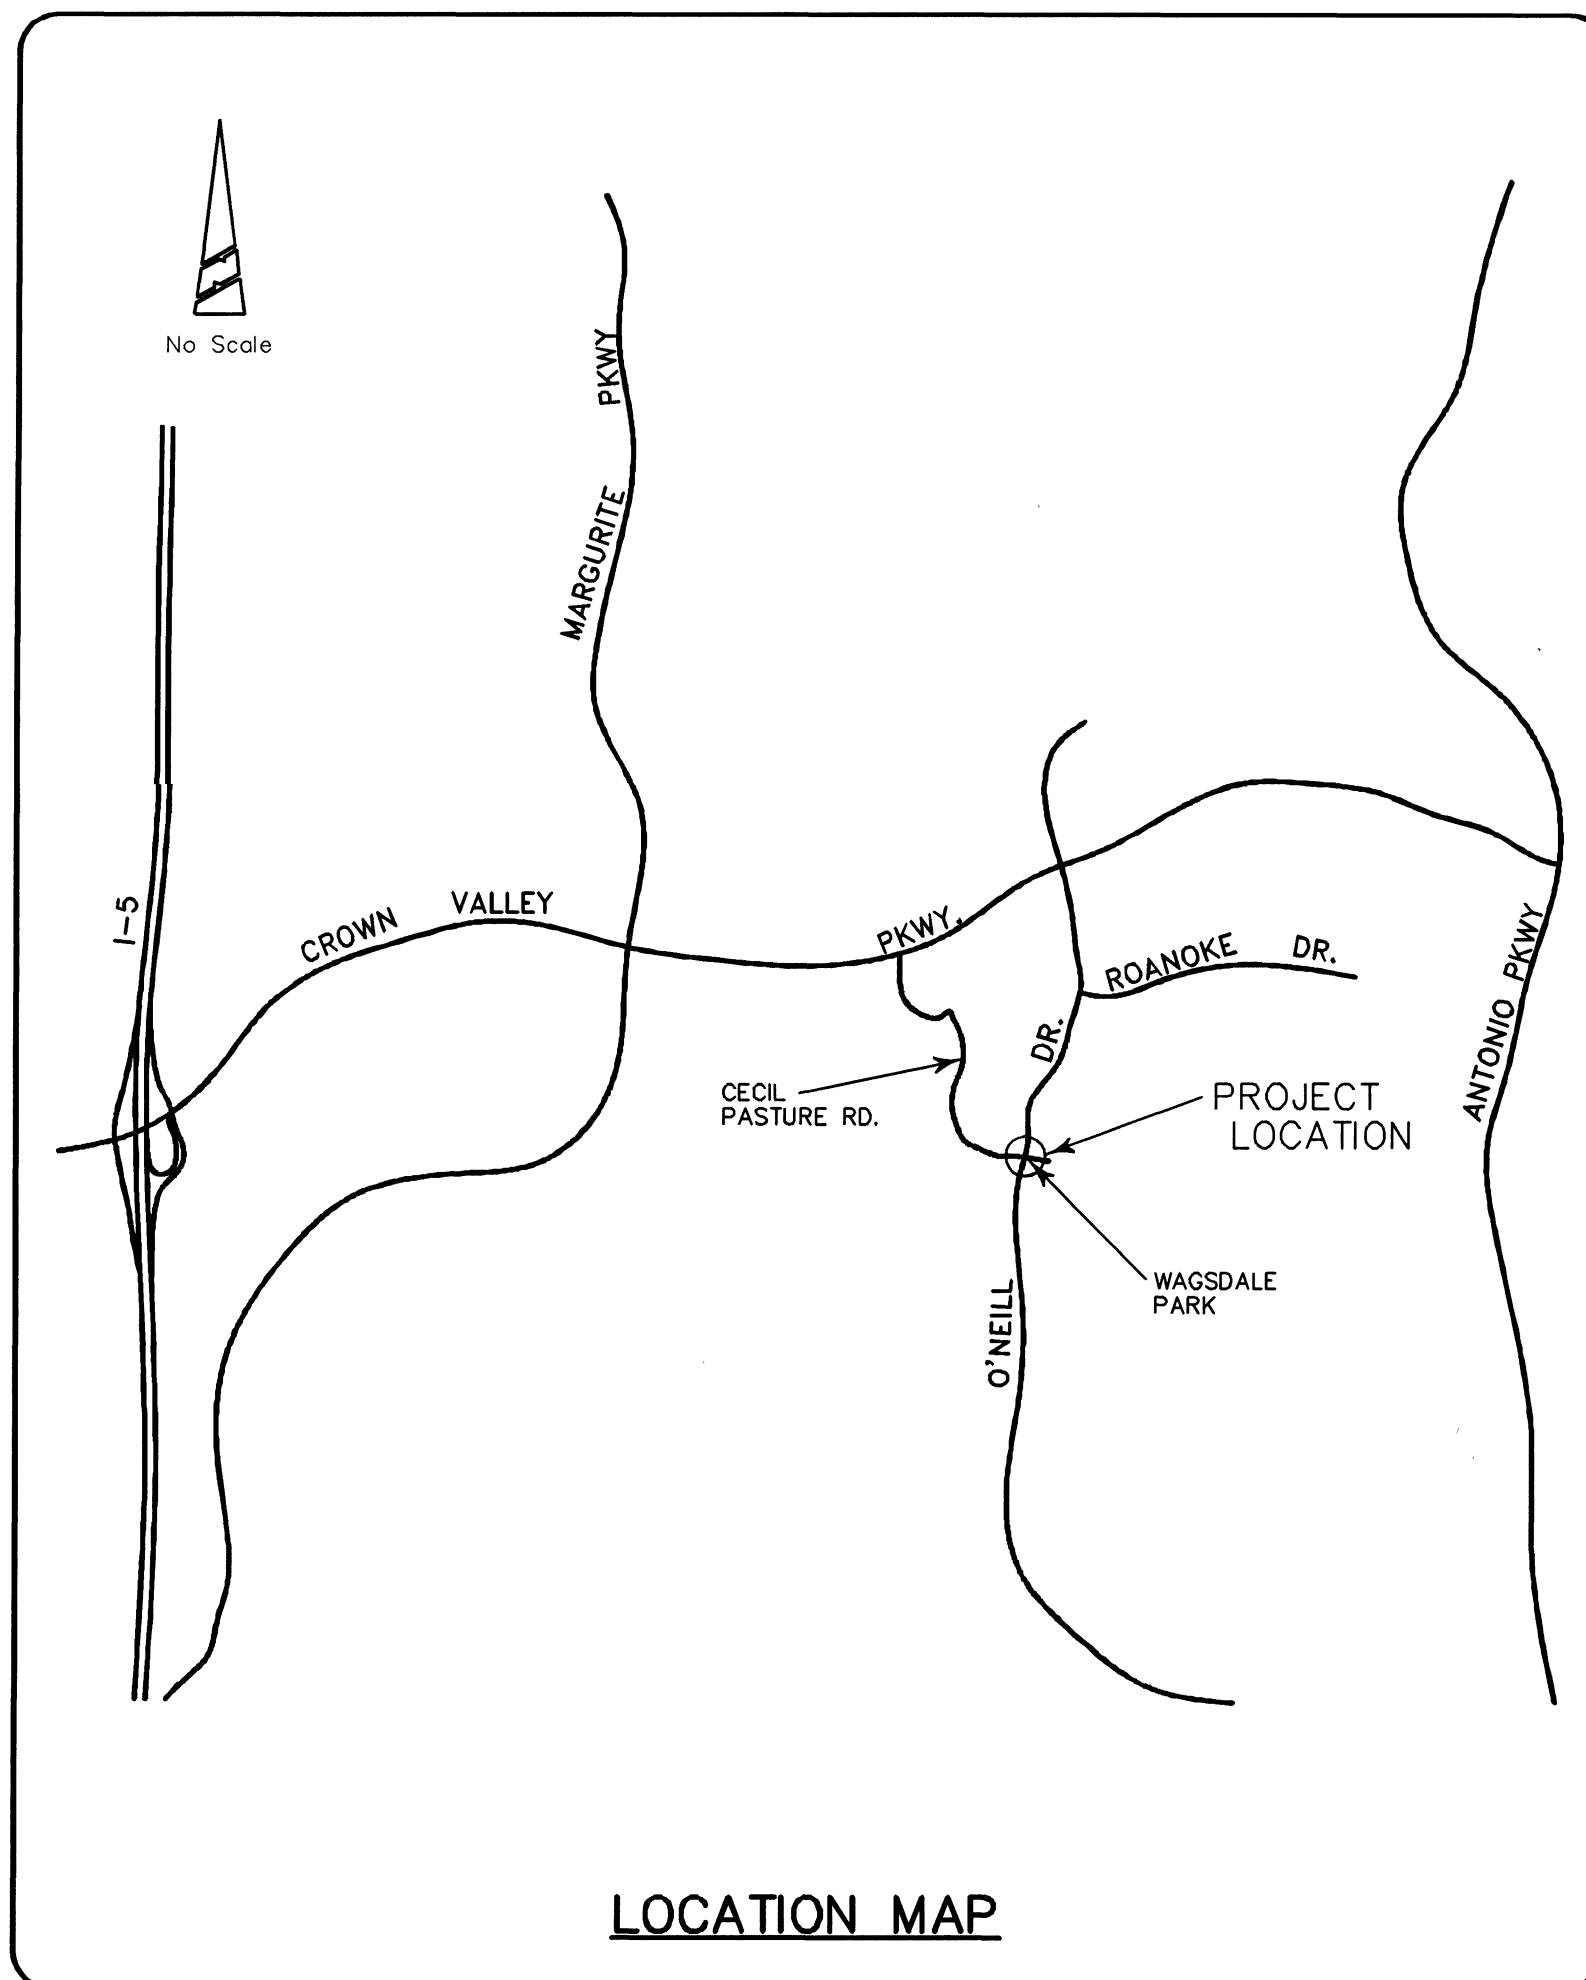 No Scale
MARGURITE PKWY
I-5
CROWN VALLEY PKWY.
ROANOKE DR.
ANTONIO PKWY
O'NEILL DR.
CECIL
PASTURE RD.
PROJECT
LOCATION
WAGSDALE
PARK
LOCATION MAP